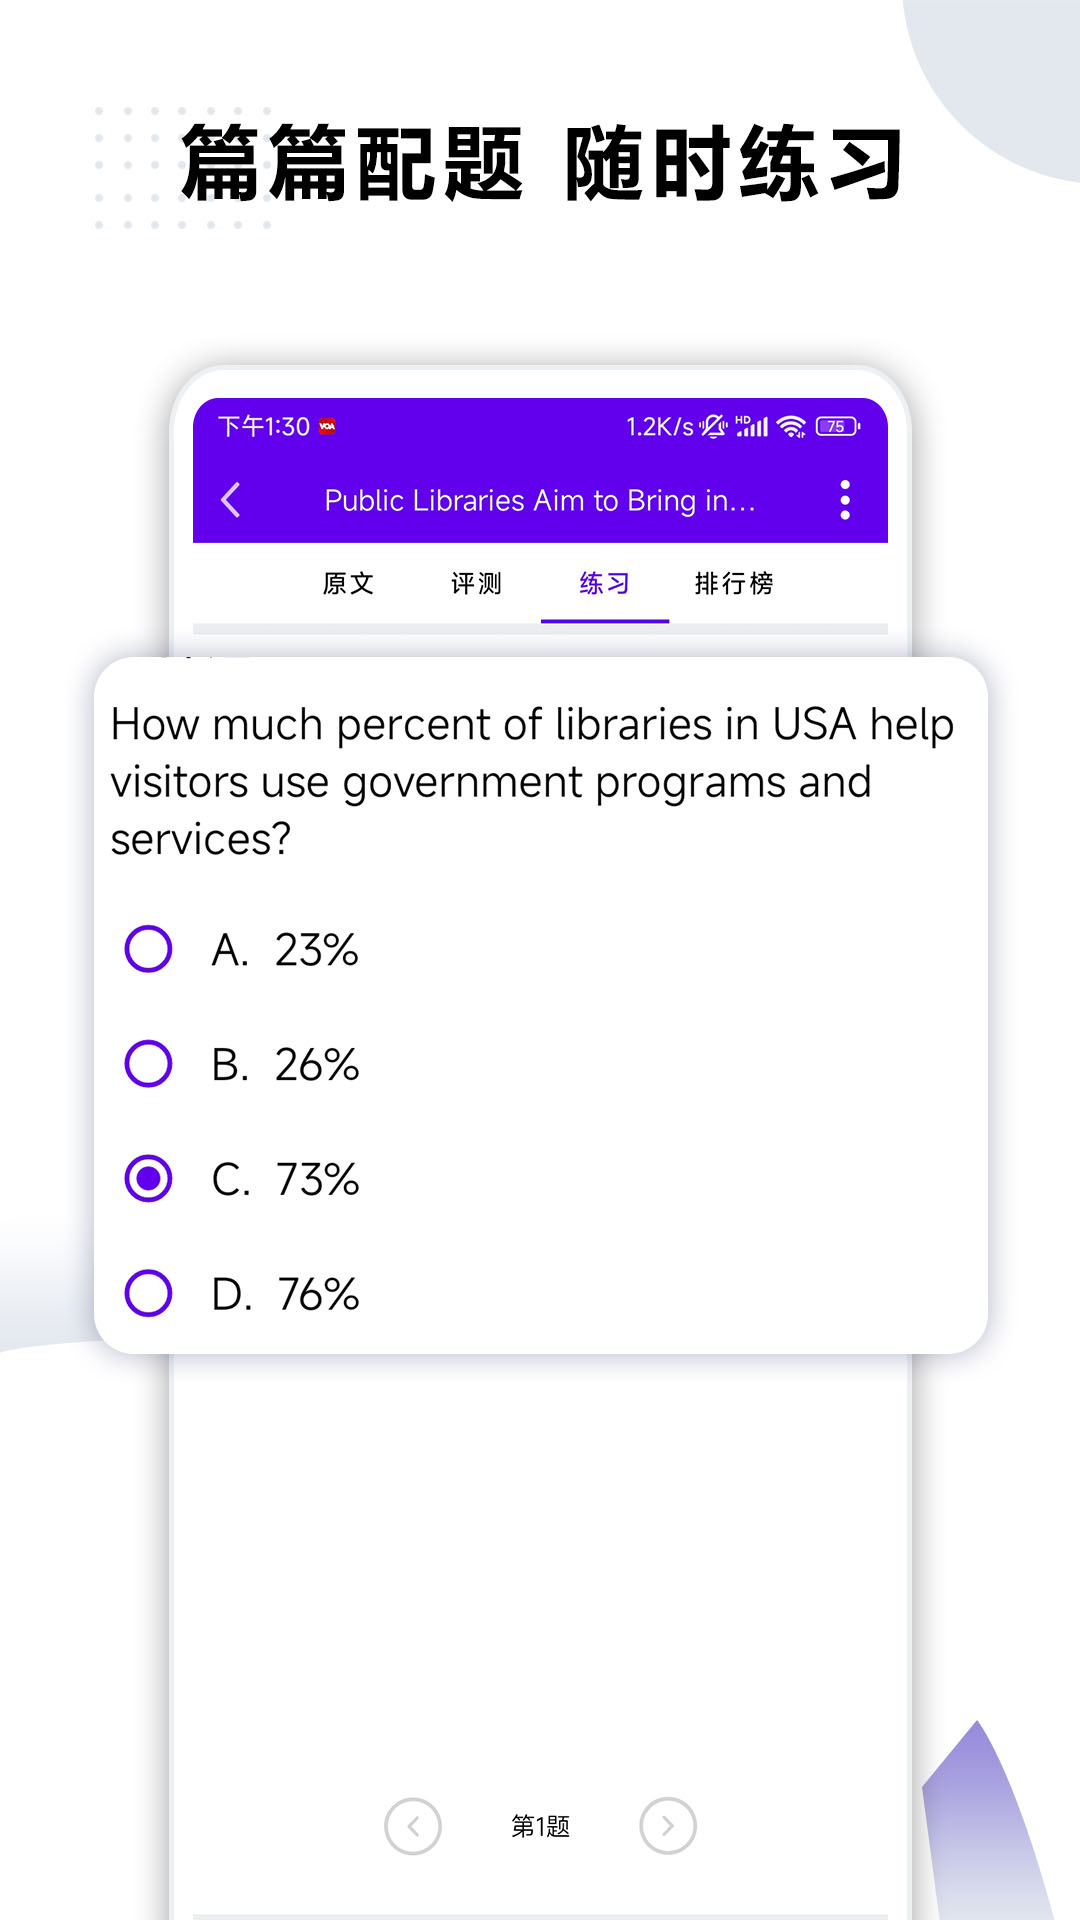 篇篇配题 随时练习
下午1:30 VOA 1.2K/s HD 75
Public Libraries Aim to Bring in...
原文 评测 练习 排行榜
How much percent of libraries in USA help
visitors use government programs and
services?
A. 23%
B. 26%
C. 73%
D. 76%
第1题